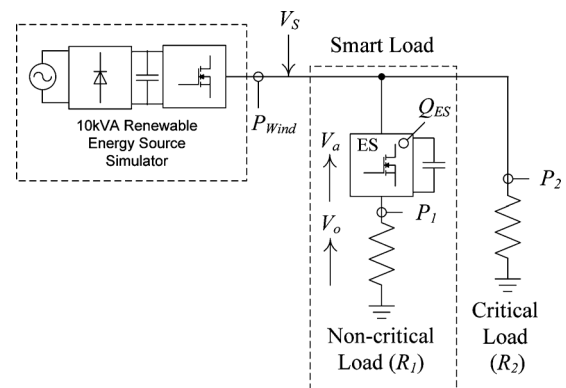 V_S
Smart Load
10kVA Renewable
Energy Source
Simulator
P_Wind
Q_ES
ES
V_a
P_1
V_o
P_2
Non-critical
Load (R_1)
Critical
Load
(R_2)